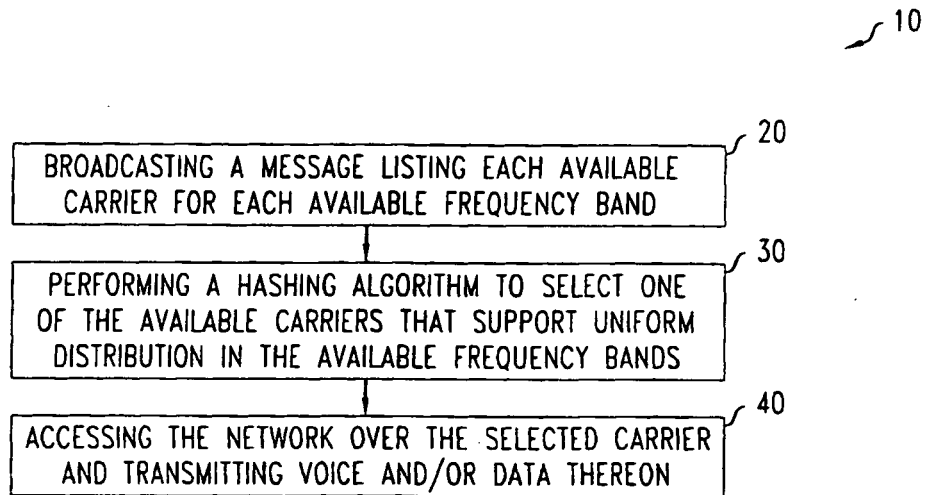 10
20
BROADCASTING A MESSAGE LISTING EACH AVAILABLE
CARRIER FOR EACH AVAILABLE FREQUENCY BAND
30
PERFORMING A HASHING ALGORITHM TO SELECT ONE
OF THE AVAILABLE CARRIERS THAT SUPPORT UNIFORM
DISTRIBUTION IN THE AVAILABLE FREQUENCY BANDS
40
ACCESSING THE NETWORK OVER THE SELECTED CARRIER
AND TRANSMITTING VOICE AND/OR DATA THEREON